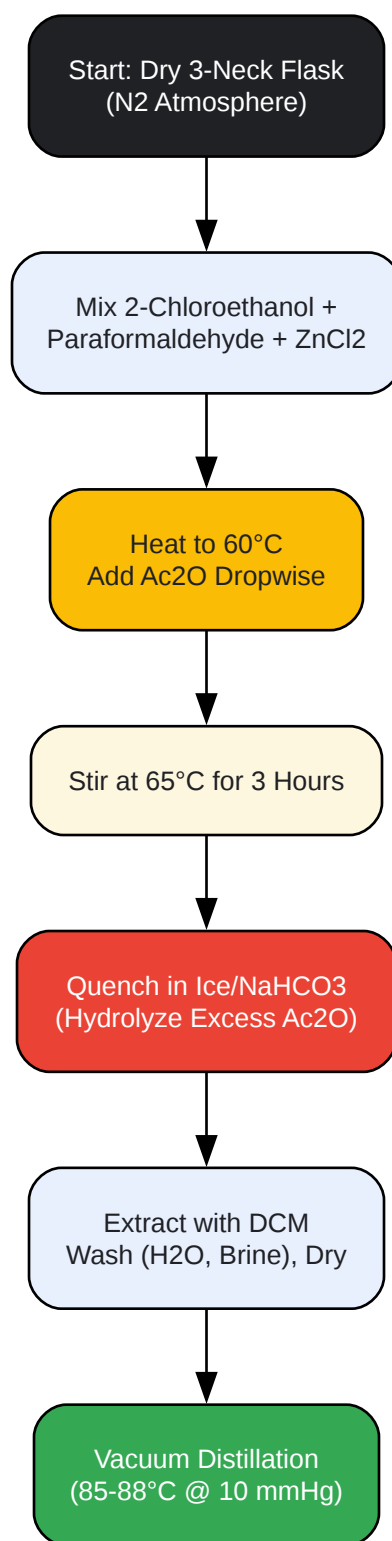 Start: Dry 3-Neck Flask
(N2 Atmosphere)
Mix 2-Chloroethanol +
Paraformaldehyde + ZnCl2
Heat to 60°C
Add Ac2O Dropwise
Stir at 65°C for 3 Hours
Quench in Ice/NaHCO3
(Hydrolyze Excess Ac2O)
Extract with DCM
Wash (H2O, Brine), Dry
Vacuum Distillation
(85-88°C @ 10 mmHg)